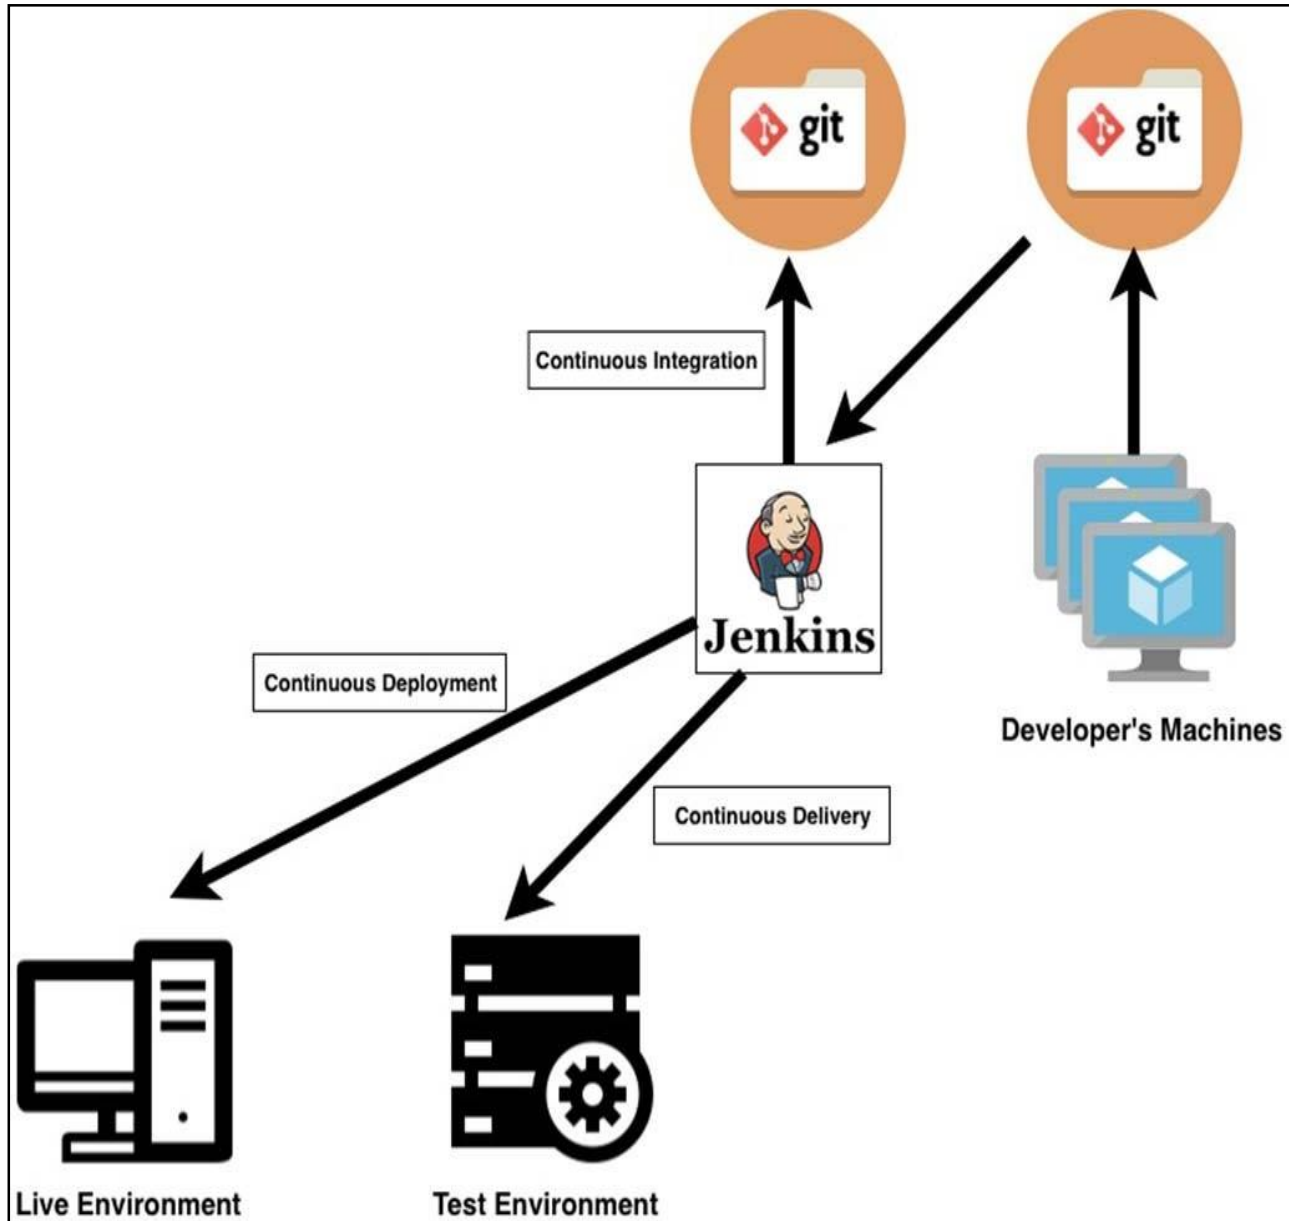 git
git
Continuous Integration
Jenkins
Continuous Deployment
Developer's Machines
Continuous Delivery
Live Environment
Test Environment